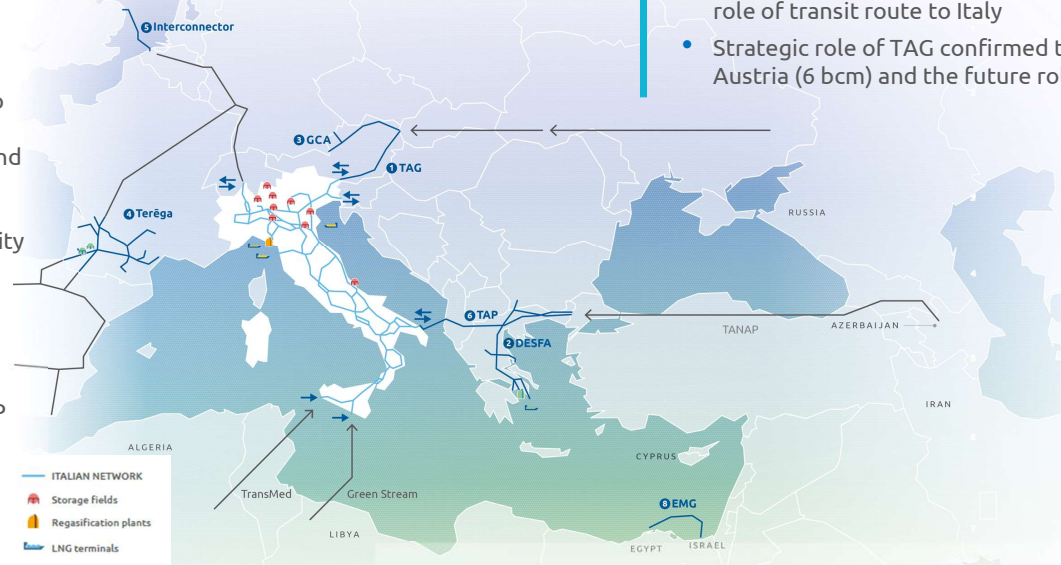 role of transit route to Italy
• Strategic role of TAG confirmed t
Austria (6 bcm) and the future ro
nd
ity
5 Interconnector
3 GCA
1 TAG
4 Terēga
RUSSIA
6 TAP
2 DESFA
TANAP
AZERBAIJAN
IRAN
ALGERIA
CYPRUS
TransMed
Green Stream
LIBYA
8 EMG
EGYPT
ISRAEL
ITALIAN NETWORK
Storage fields
Regasification plants
LNG terminals